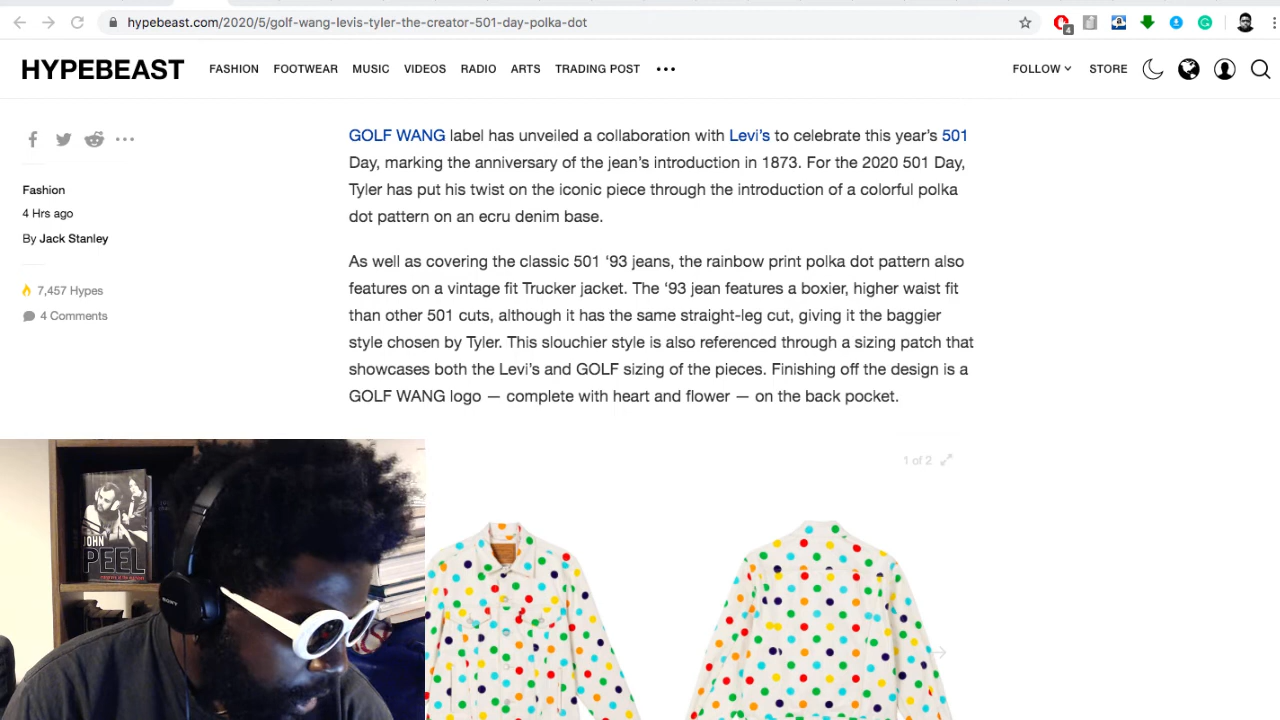 hypebeast.com/2020/5/golf-wang-levis-tyler-the-creator-501-day-polka-dot
4
HYPEBEAST FASHION FOOTWEAR MUSIC VIDEOS RADIO ARTS TRADING POST ••• FOLLOW STORE
GOLF WANG label has unveiled a collaboration with Levi’s to celebrate this year’s 501
Day, marking the anniversary of the jean’s introduction in 1873. For the 2020 501 Day,
Tyler has put his twist on the iconic piece through the introduction of a colorful polka
dot pattern on an ecru denim base.
Fashion
4 Hrs ago
By Jack Stanley
7,457 Hypes
4 Comments
As well as covering the classic 501 ‘93 jeans, the rainbow print polka dot pattern also
features on a vintage fit Trucker jacket. The ‘93 jean features a boxier, higher waist fit
than other 501 cuts, although it has the same straight-leg cut, giving it the baggier
style chosen by Tyler. This slouchier style is also referenced through a sizing patch that
showcases both the Levi’s and GOLF sizing of the pieces. Finishing off the design is a
GOLF WANG logo — complete with heart and flower — on the back pocket.
1 of 2
JOHN
PEEL
SONY